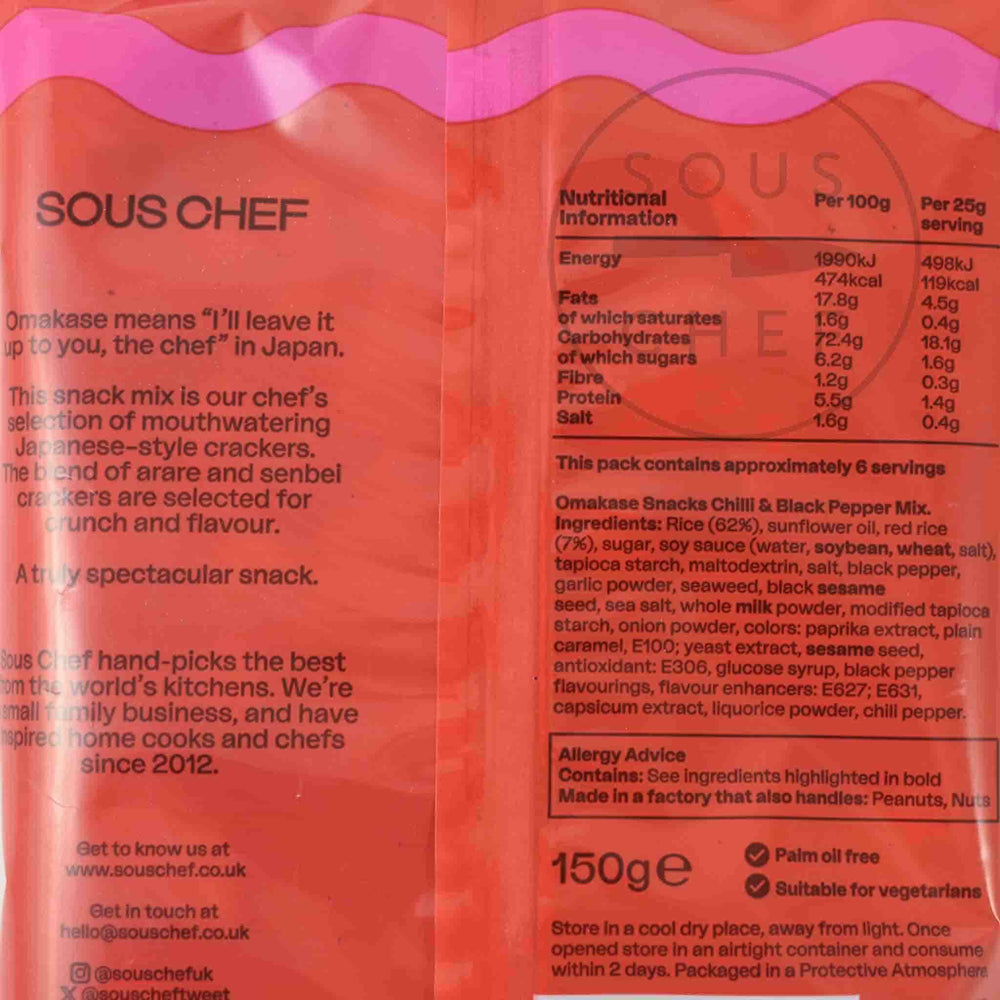 SOUS CHEF
Omakase means “I’ll leave it
up to you, the chef” in Japan.
This snack mix is our chef’s
selection of mouthwatering
Japanese-style crackers.
The blend of arare and senbei
crackers are selected for
crunch and flavour.
A truly spectacular snack.
Sous Chef hand-picks the best
from the world’s kitchens. We’re
small family business, and have
inspired home cooks and chefs
since 2012.
Get to know us at
www.souschef.co.uk
Get in touch at
hello@souschef.co.uk
@souschefuk
@souscheftweet
SOUS
CHE
Nutritional Information Per 100g Per 25g serving
Energy 1990kJ 498kJ
474kcal 119kcal
Fats 17.8g 4.5g
of which saturates 1.6g 0.4g
Carbohydrates 72.4g 18.1g
of which sugars 6.2g 1.6g
Fibre 1.2g 0.3g
Protein 5.5g 1.4g
Salt 1.6g 0.4g
This pack contains approximately 6 servings
Omakase Snacks Chilli & Black Pepper Mix.
Ingredients: Rice (62%), sunflower oil, red rice
(7%), sugar, soy sauce (water, soybean, wheat, salt),
tapioca starch, maltodextrin, salt, black pepper,
garlic powder, seaweed, black sesame
seed, sea salt, whole milk powder, modified tapioca
starch, onion powder, colors: paprika extract, plain
caramel, E100; yeast extract, sesame seed,
antioxidant: E306, glucose syrup, black pepper
flavourings, flavour enhancers: E627; E631,
capsicum extract, liquorice powder, chili pepper.
Allergy Advice
Contains: See ingredients highlighted in bold
Made in a factory that also handles: Peanuts, Nuts
150g℮
Palm oil free
Suitable for vegetarians
Store in a cool dry place, away from light. Once
opened store in an airtight container and consume
within 2 days. Packaged in a Protective Atmosphere